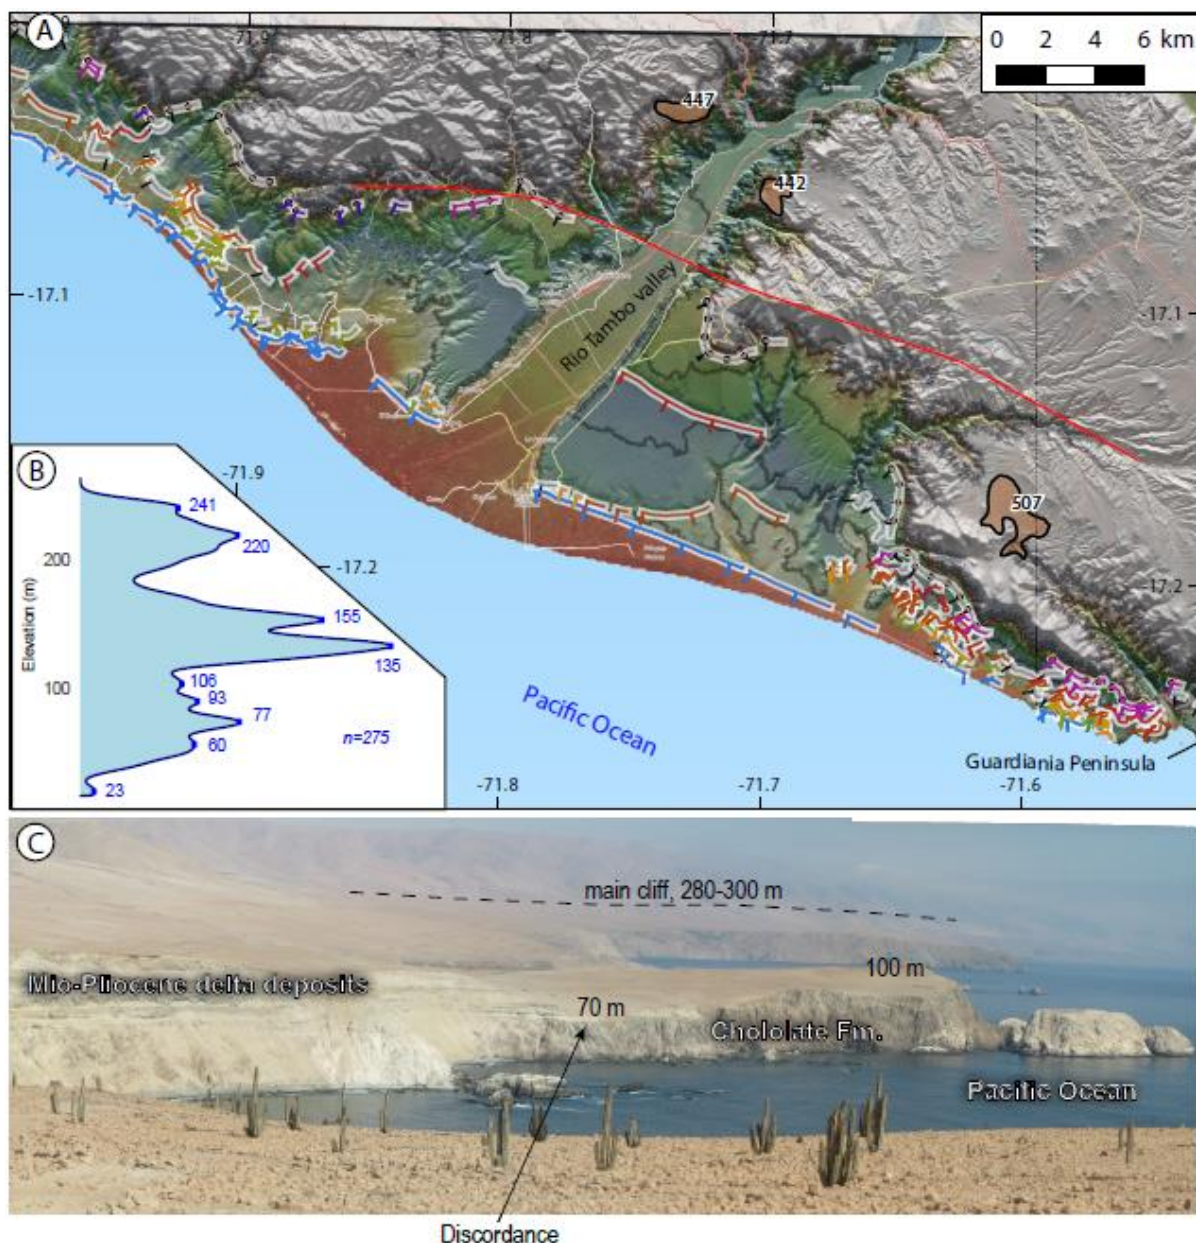 A
-71.9
-71.8
-71.7
0 2 4 6 km
447
442
-17.1
-17.1
Rio Tambo valley
507
B
-71.9
241
220
200
-17.2
-17.2
155
Elevation (m)
135
106
100
93
77
60
n=275
23
Pacific Ocean
Guardiania Peninsula
-71.8
-71.7
-71.6
C
main cliff, 280-300 m
100 m
Mio-Pliocene delta deposits
70 m
Chololate Fm.
Pacific Ocean
Discordance